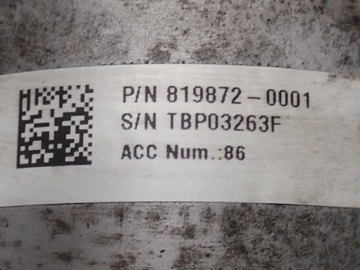 P/N 819872-0001
S/N TBP03263F
ACC Num.:86